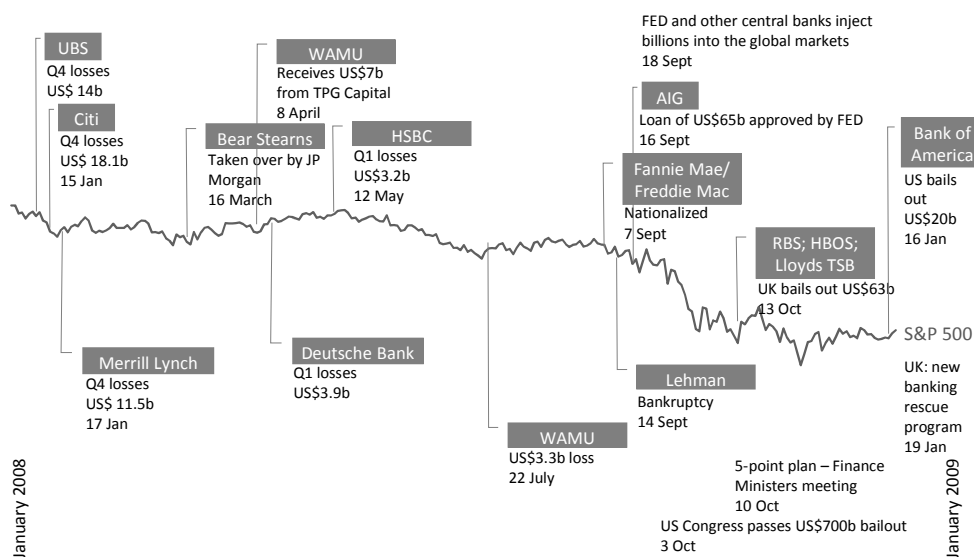 FED and other central banks inject
billions into the global markets
18 Sept
UBS
Q4 losses
US$ 14b
WAMU
Receives US$7b
from TPG Capital
8 April
AIG
Loan of US$65b approved by FED
16 Sept
Citi
Q4 losses
US$ 18.1b
15 Jan
Bear Stearns
Taken over by JP
Morgan
16 March
HSBC
Q1 losses
US$3.2b
12 May
Fannie Mae/
Freddie Mac
Nationalized
7 Sept
Bank of
America
US bails
out
US$20b
16 Jan
RBS; HBOS;
Lloyds TSB
UK bails out US$63b
13 Oct
S&P 500
Merrill Lynch
Q4 losses
US$ 11.5b
17 Jan
Deutsche Bank
Q1 losses
US$3.9b
Lehman
Bankruptcy
14 Sept
UK: new
banking
rescue
program
19 Jan
WAMU
US$3.3b loss
22 July
5-point plan – Finance
Ministers meeting
10 Oct
US Congress passes US$700b bailout
3 Oct
January 2008
January 2009